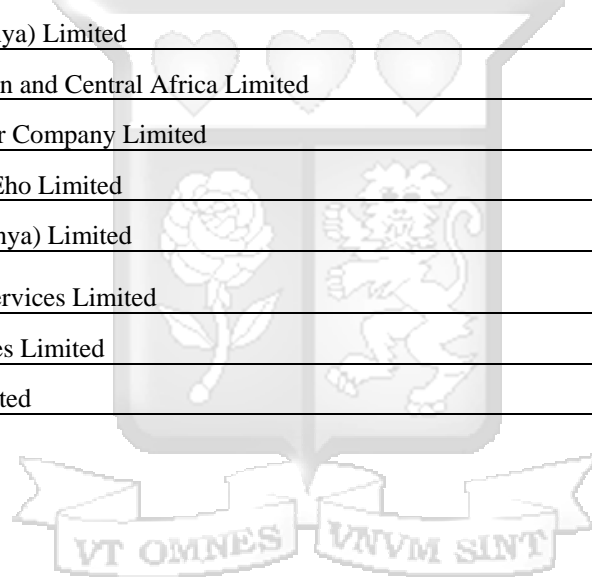 ya) Limited
n and Central Africa Limited
r Company Limited
Eho Limited
nya) Limited
ervices Limited
es Limited
ted
VT OMNES VNVM SINT